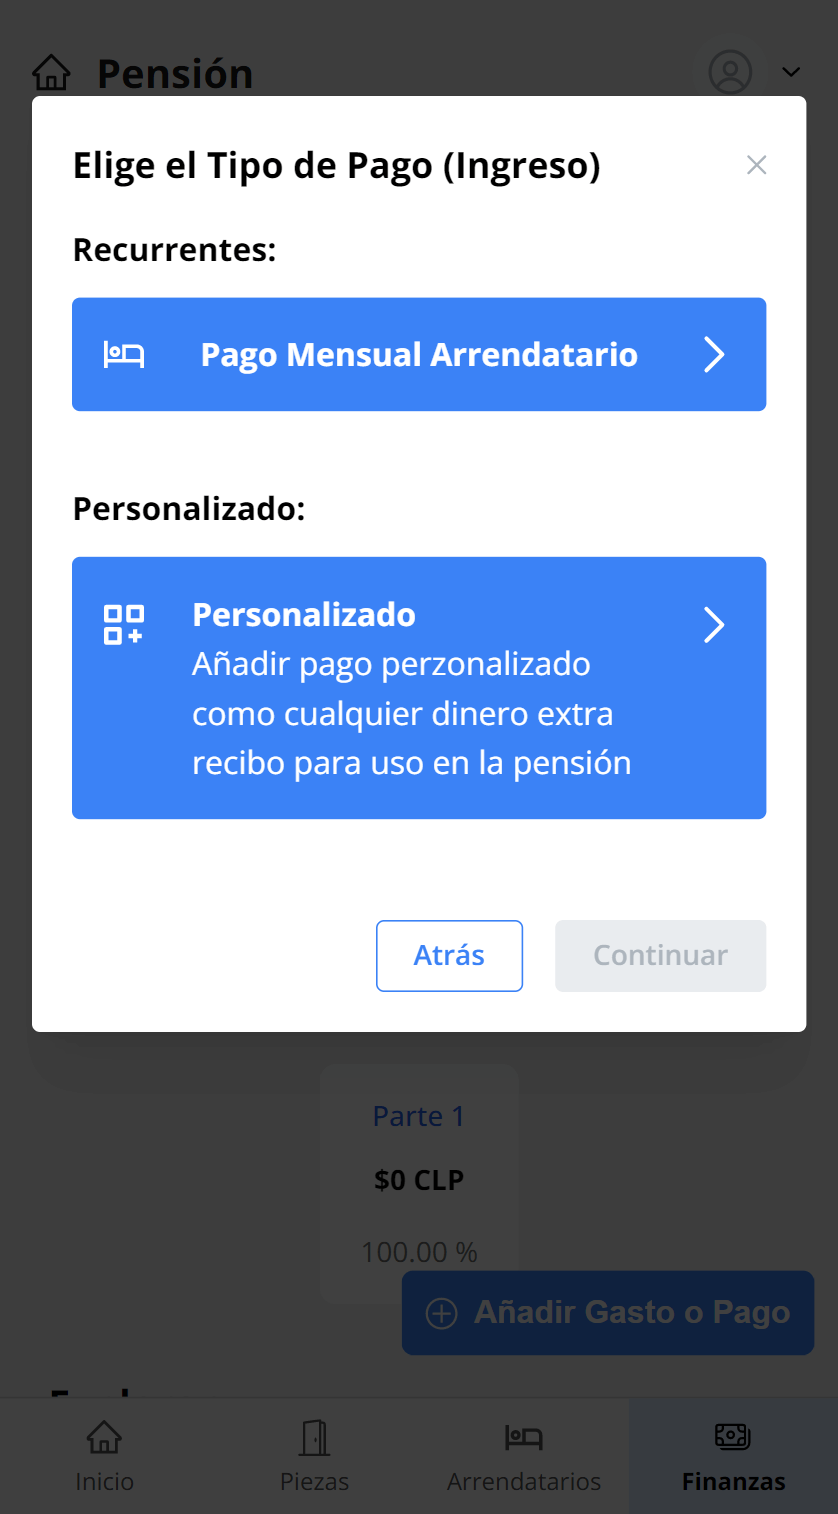 Pensión
Elige el Tipo de Pago (Ingreso)
Recurrentes:
Pago Mensual Arrendatario
Personalizado:
Personalizado
Añadir pago perzonalizado
como cualquier dinero extra
recibo para uso en la pensión
Atrás
Continuar
Parte 1
$0 CLP
100.00 %
Añadir Gasto o Pago
Inicio
Piezas
Arrendatarios
Finanzas